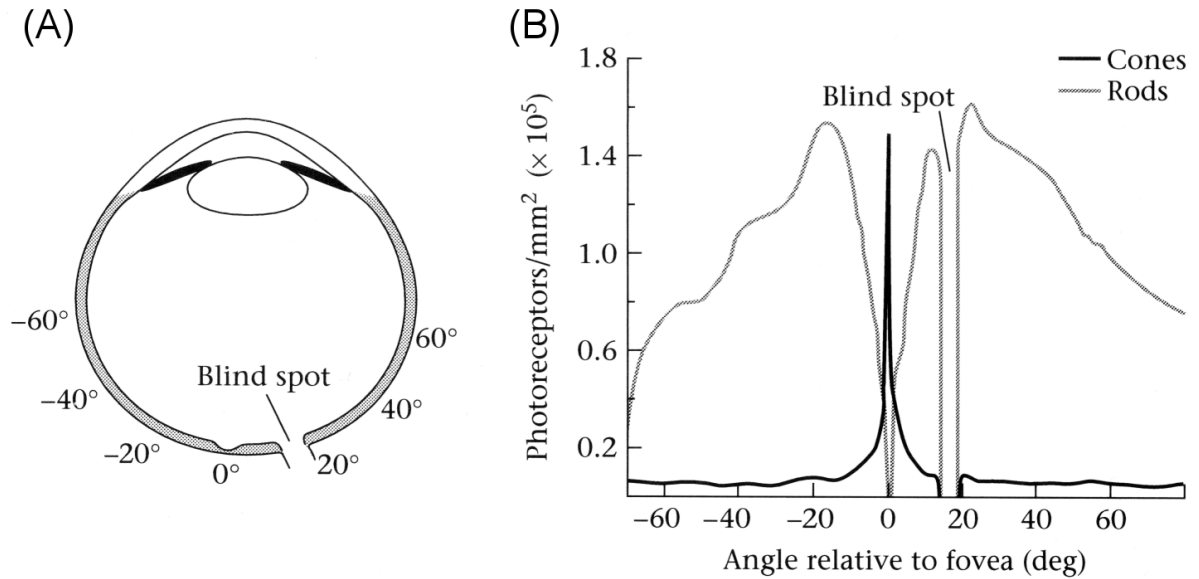 (A)
−60°
−40°
−20°
0°
20°
40°
60°
Blind spot
(B)
Photoreceptors/mm² (× 10⁵)
1.8
1.4
1.0
0.6
0.2
Blind spot
Cones
Rods
−60 −40 −20 0 20 40 60
Angle relative to fovea (deg)